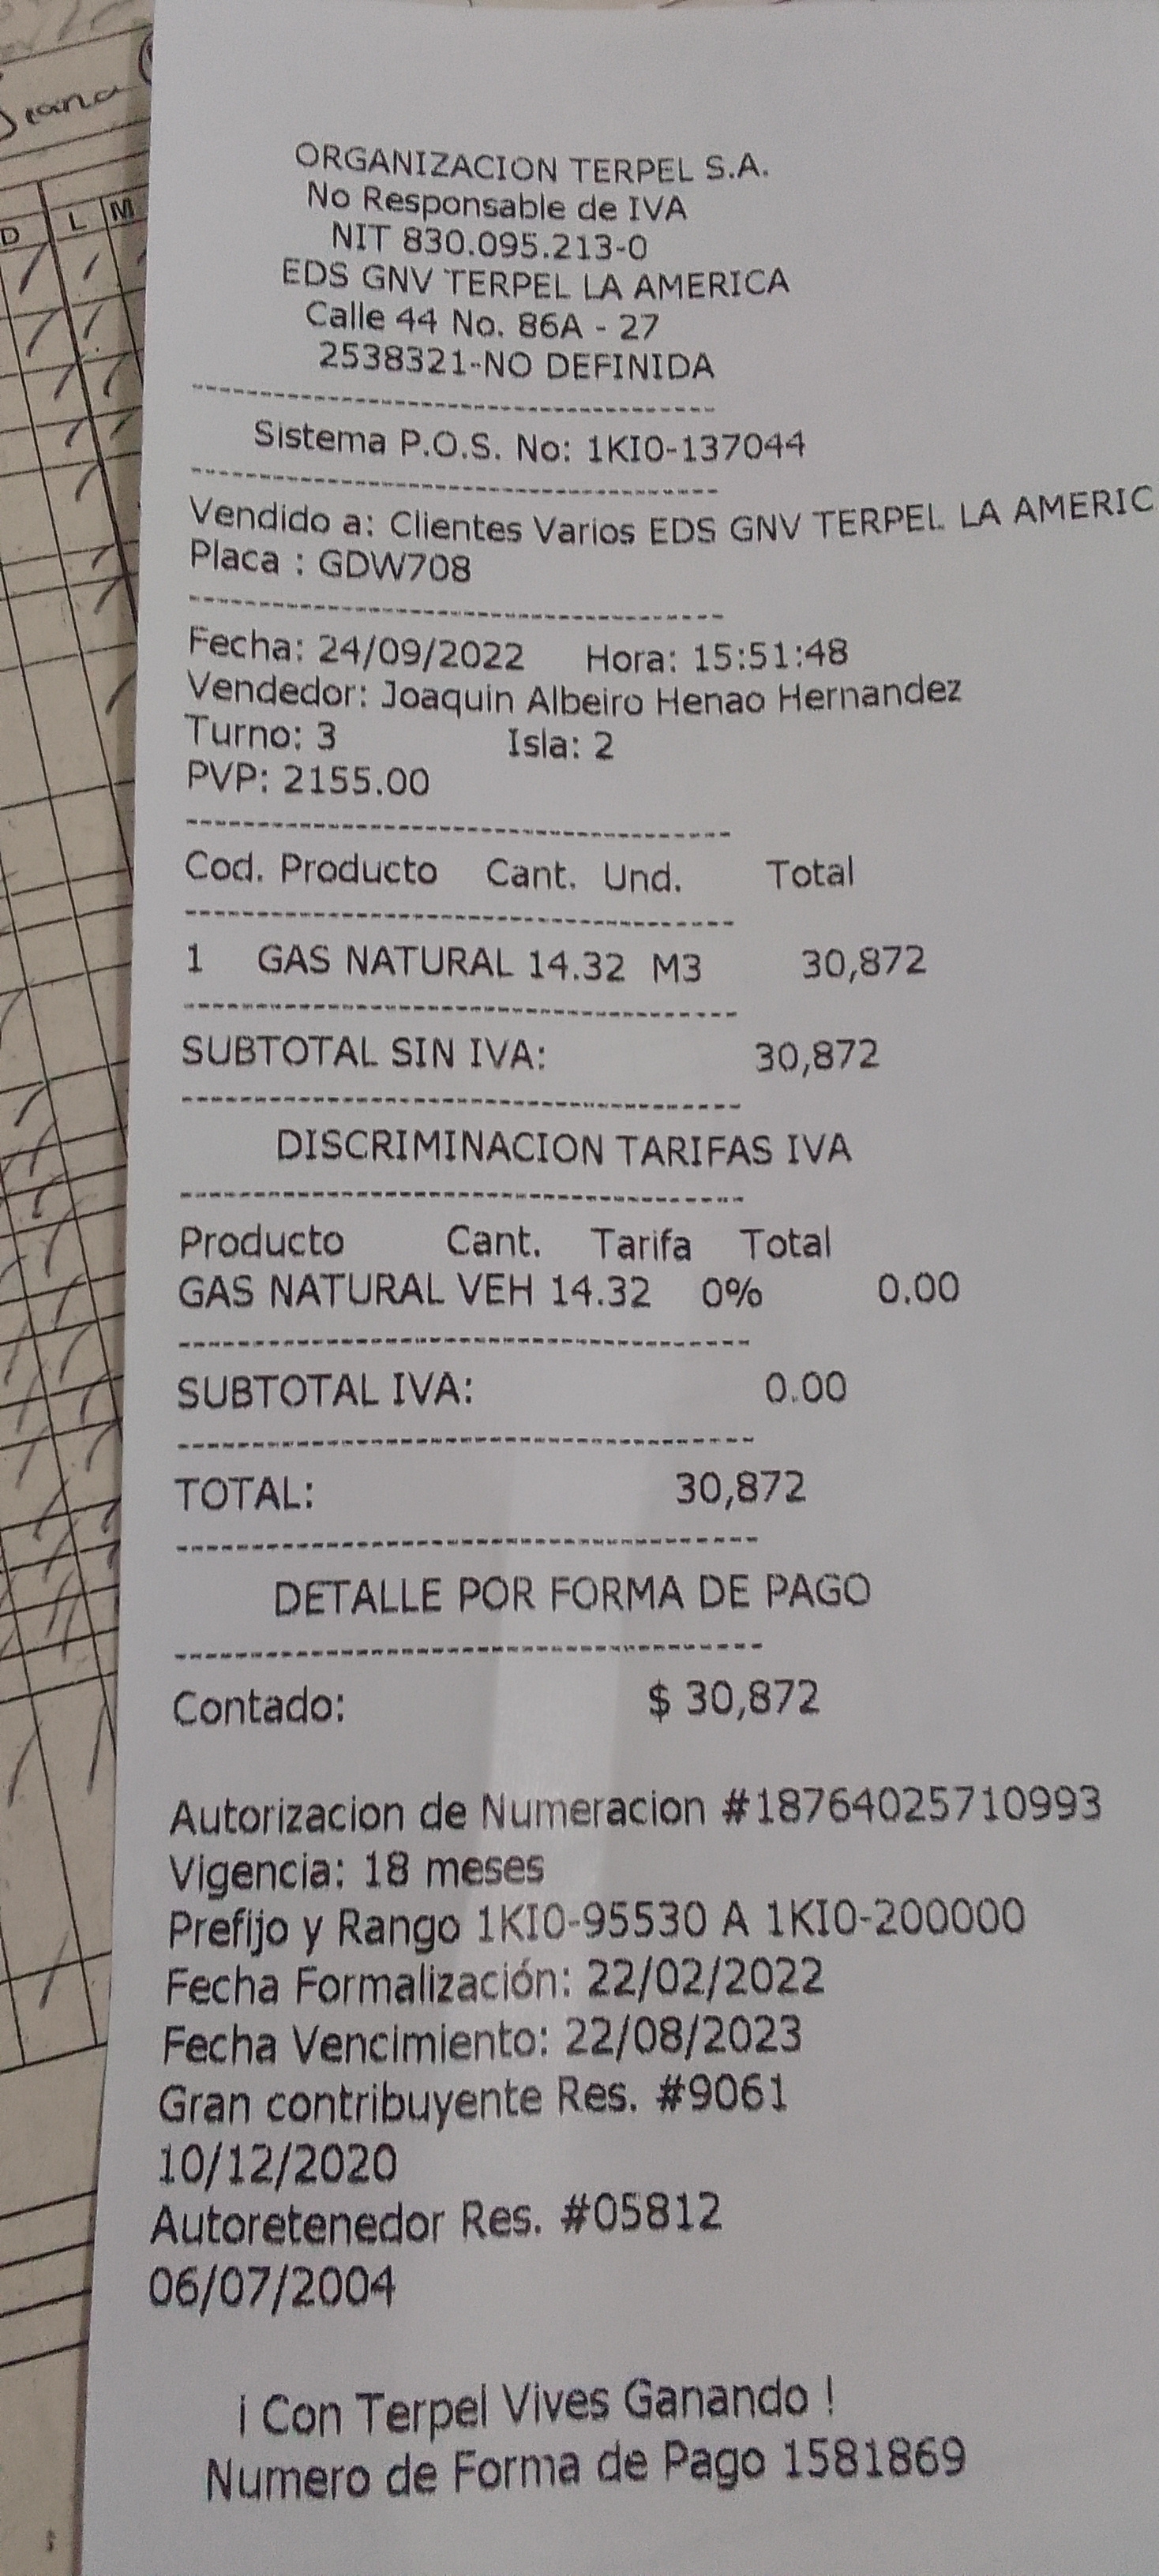 Diana
D L M
ORGANIZACION TERPEL S.A.
No Responsable de IVA
NIT 830.095.213-0
EDS GNV TERPEL LA AMERICA
Calle 44 No. 86A - 27
2538321-NO DEFINIDA
--------------------------------
Sistema P.O.S. No: 1KI0-137044
--------------------------------
Vendido a: Clientes Varios EDS GNV TERPEL LA AMERIC
Placa : GDW708
--------------------------------
Fecha: 24/09/2022 Hora: 15:51:48
Vendedor: Joaquin Albeiro Henao Hernandez
Turno: 3 Isla: 2
PVP: 2155.00
--------------------------------
Cod. Producto Cant. Und. Total
--------------------------------
1 GAS NATURAL 14.32 M3 30,872
--------------------------------
SUBTOTAL SIN IVA: 30,872
--------------------------------
DISCRIMINACION TARIFAS IVA
--------------------------------
Producto Cant. Tarifa Total
GAS NATURAL VEH 14.32 0% 0.00
--------------------------------
SUBTOTAL IVA: 0.00
--------------------------------
TOTAL: 30,872
--------------------------------
DETALLE POR FORMA DE PAGO
--------------------------------
Contado: $ 30,872
Autorizacion de Numeracion #18764025710993
Vigencia: 18 meses
Prefijo y Rango 1KI0-95530 A 1KI0-200000
Fecha Formalización: 22/02/2022
Fecha Vencimiento: 22/08/2023
Gran contribuyente Res. #9061
10/12/2020
Autoretenedor Res. #05812
06/07/2004
¡ Con Terpel Vives Ganando !
Numero de Forma de Pago 1581869